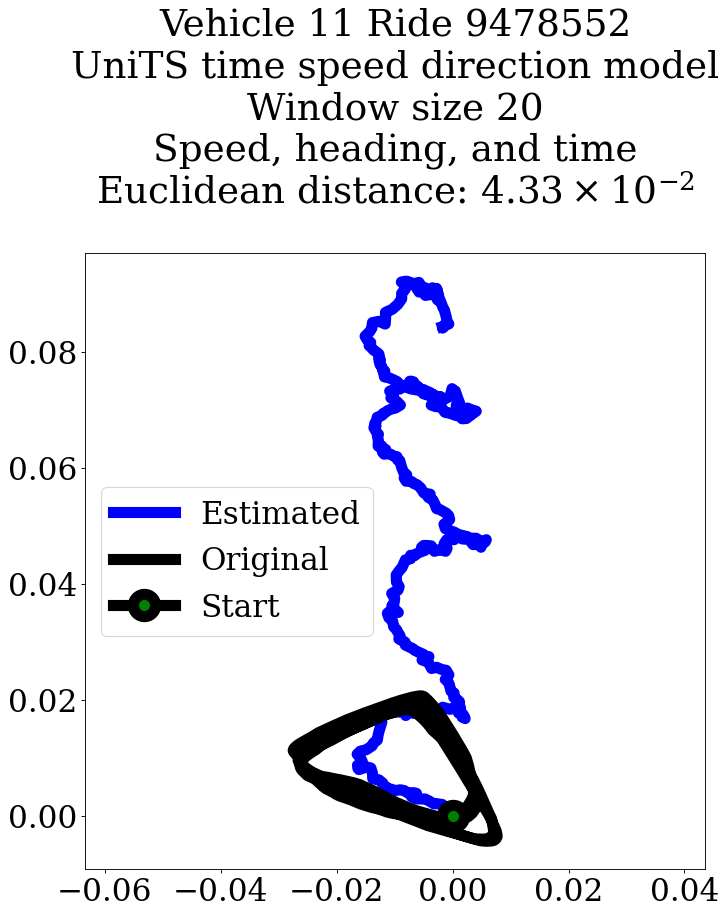 Vehicle 11 Ride 9478552
UniTS time speed direction model
Window size 20
Speed, heading, and time
Euclidean distance: 4.33 × 10⁻²
0.08
0.06
0.04
0.02
0.00
Estimated
Original
Start
−0.06 −0.04 −0.02 0.00 0.02 0.04